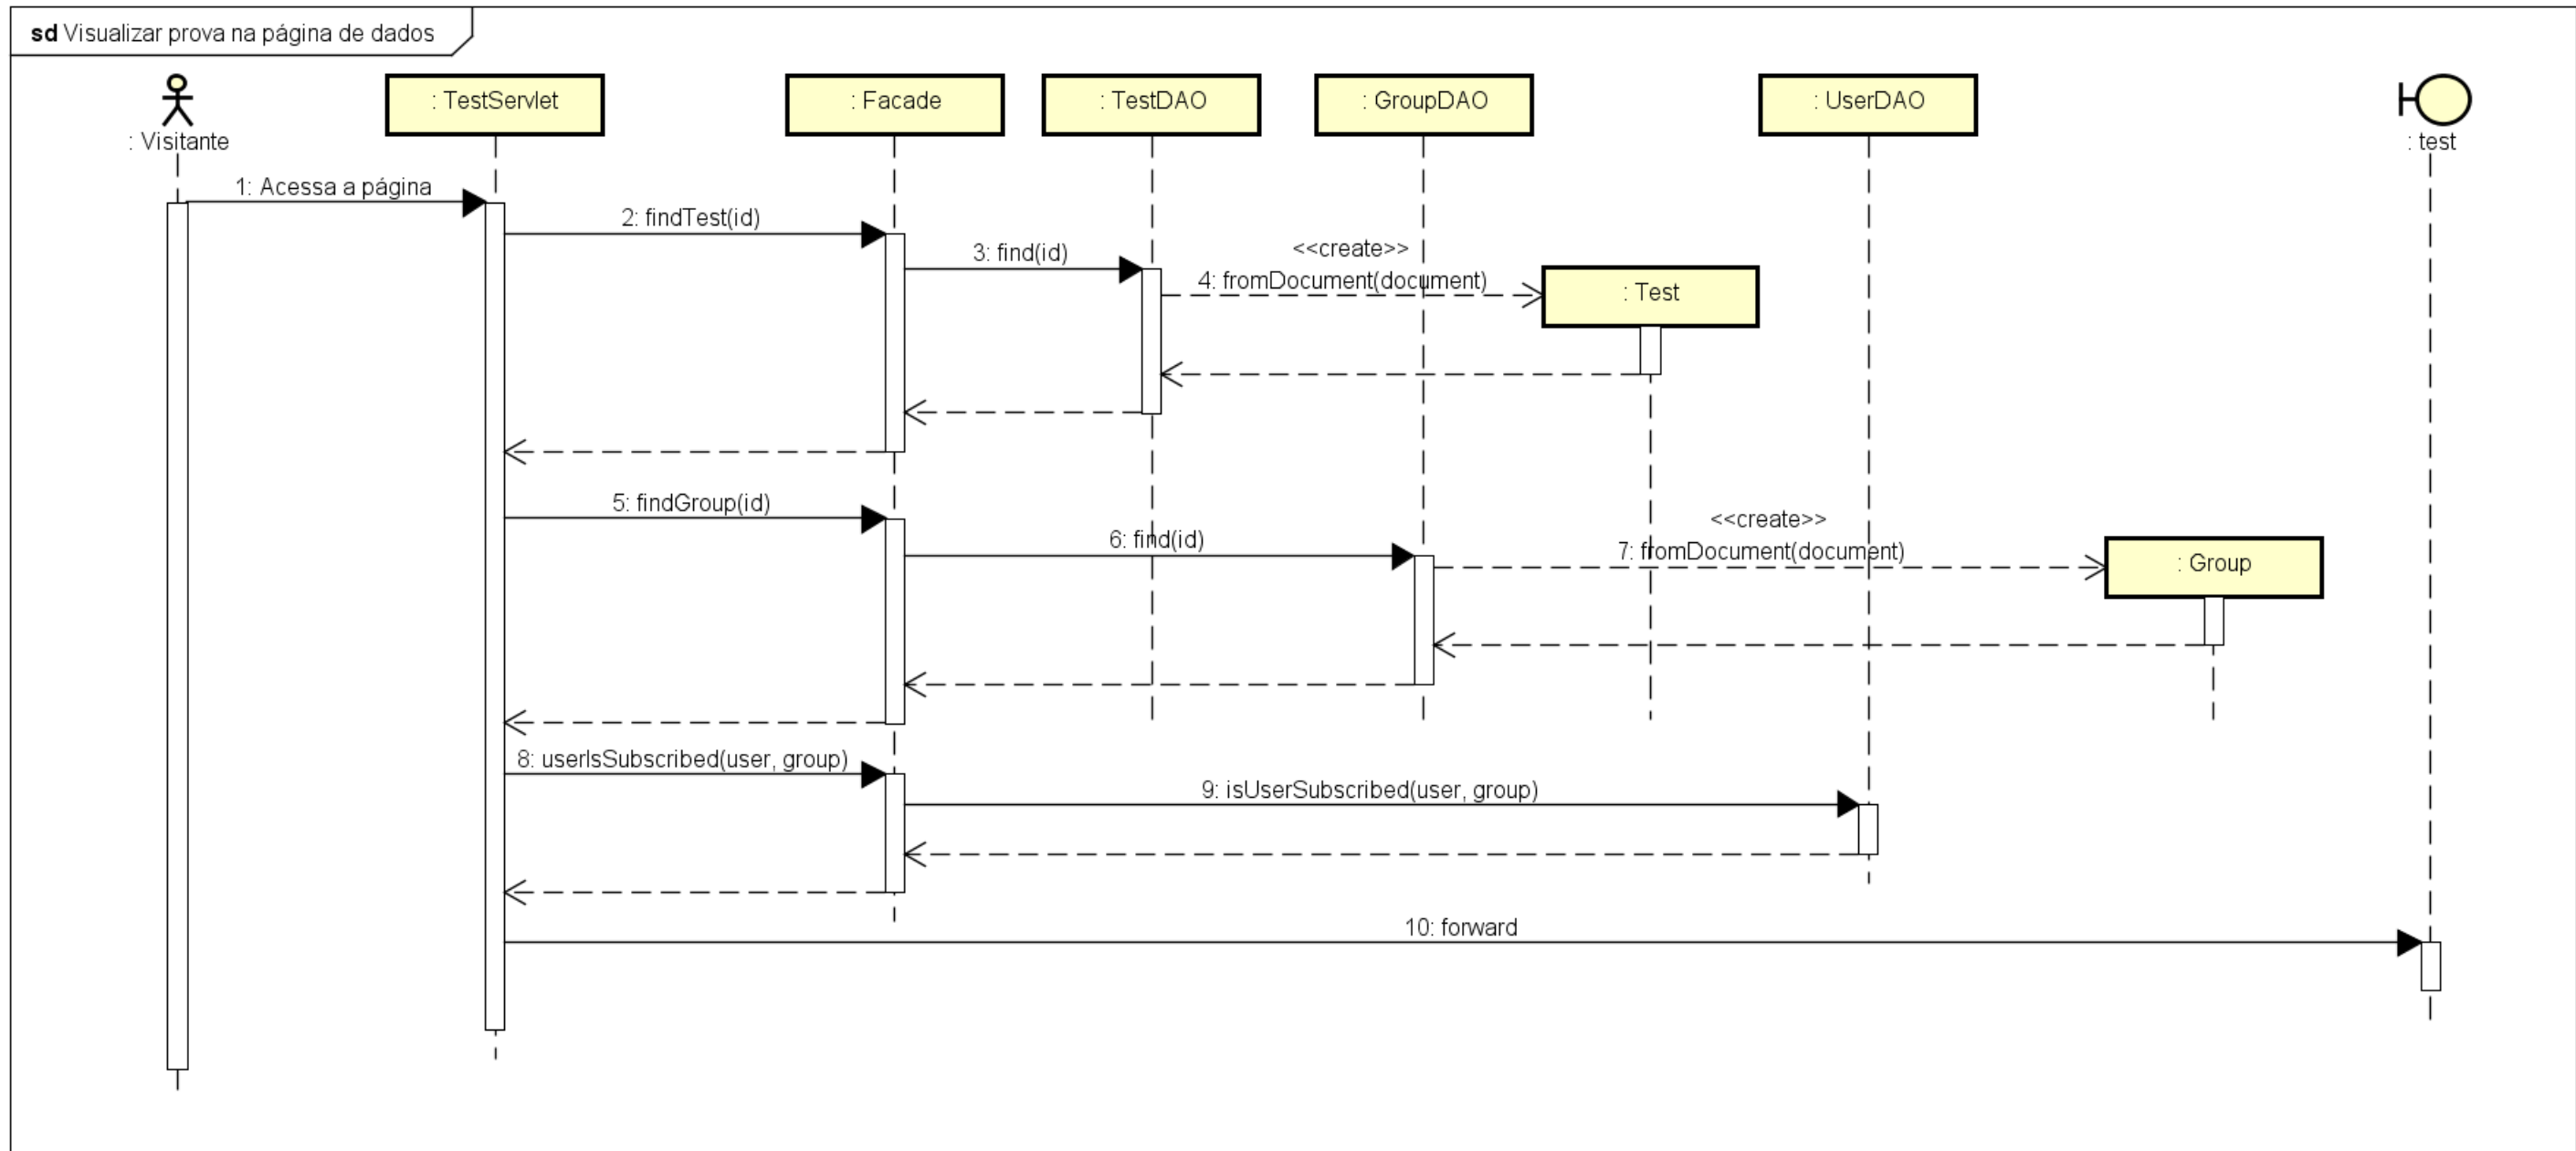 sd Visualizar prova na página de dados
: Visitante
: TestServlet
: Facade
: TestDAO
: GroupDAO
: UserDAO
: test
1: Acessa a página
2: findTest(id)
3: find(id)
<<create>>
4: fromDocument(document)
: Test
5: findGroup(id)
6: find(id)
<<create>>
7: fromDocument(document)
: Group
8: userIsSubscribed(user, group)
9: isUserSubscribed(user, group)
10: forward